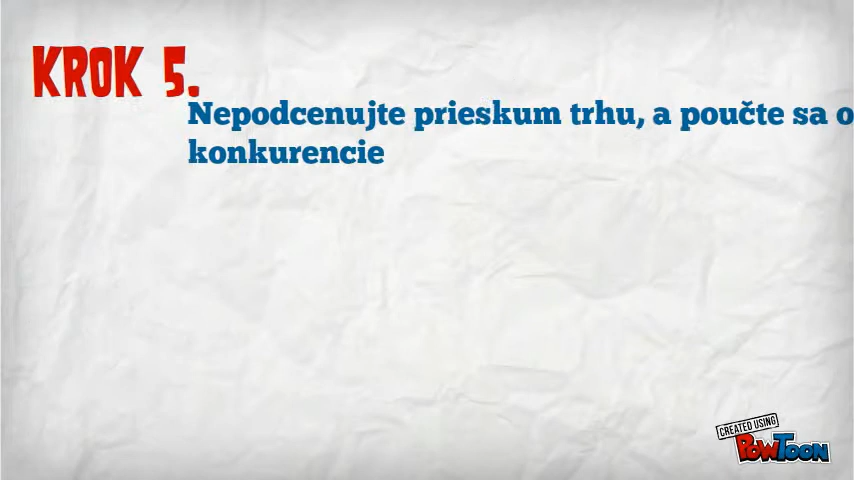 KROK 5.
Nepodcenujte prieskum trhu, a poučte sa o
konkurencie
CREATED USING
POWTOON